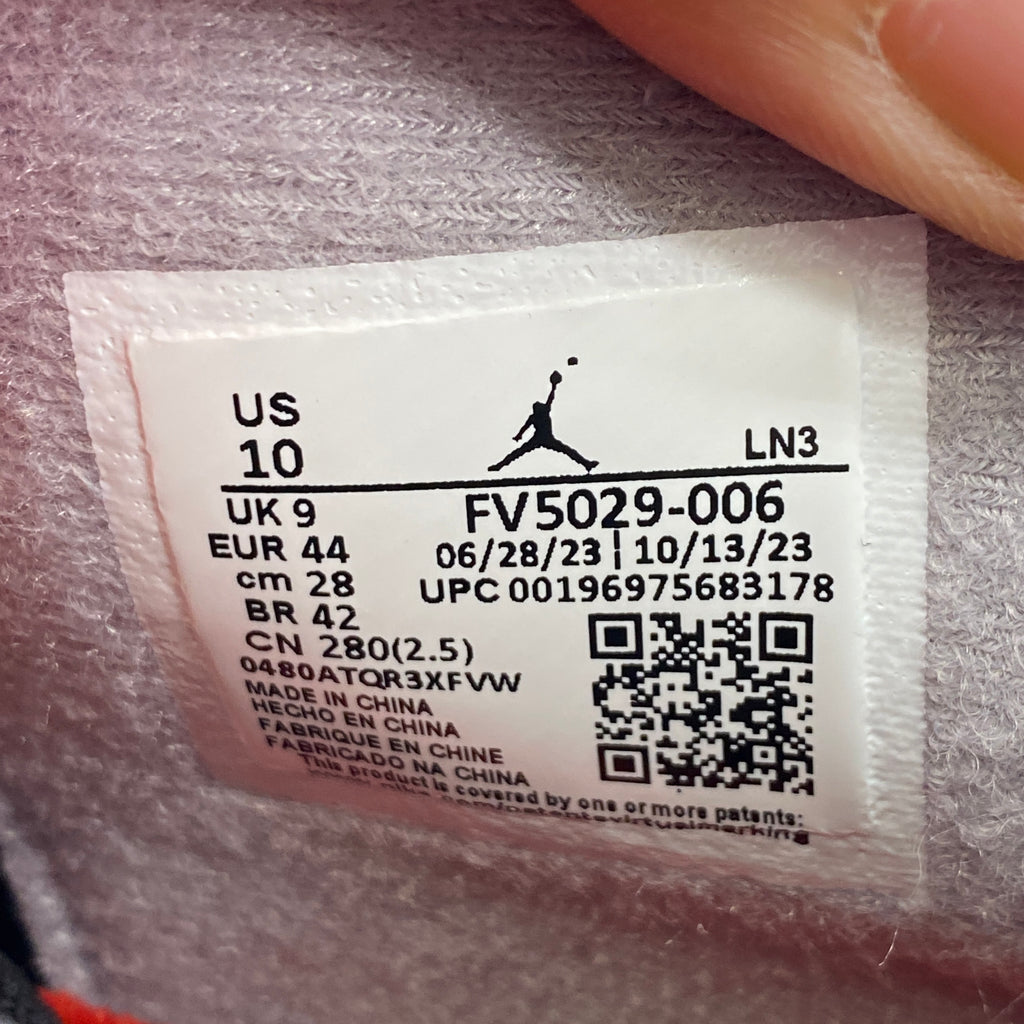 US
10
LN3
UK 9
FV5029-006
EUR 44
06/28/23 | 10/13/23
cm 28
UPC 00196975683178
BR 42
CN 280(2.5)
0480ATQR3XFVW
MADE IN CHINA
HECHO EN CHINA
FABRIQUE EN CHINE
FABRICADO NA CHINA
This product is covered by one or more patents: